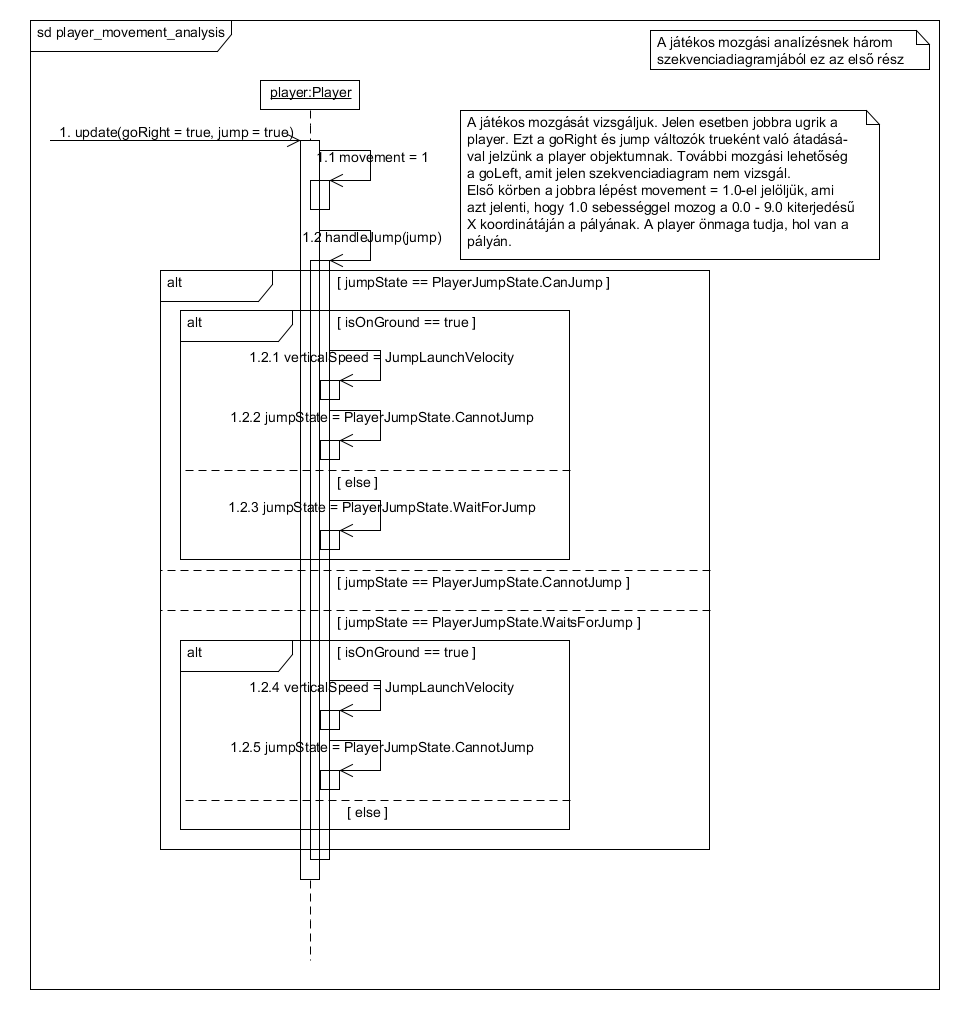 sd player_movement_analysis
A játékos mozgási analízésnek három
szekvenciadiagramjából ez az első rész
player:Player
A játékos mozgását vizsgáljuk. Jelen esetben jobbra ugrik a
player. Ezt a goRight és jump változók trueként való átadásá-
val jelzünk a player objektumnak. További mozgási lehetőség
a goLeft, amit jelen szekvenciadiagram nem vizsgál.
Első körben a jobbra lépést movement = 1.0-el jelöljük, ami
azt jelenti, hogy 1.0 sebességgel mozog a 0.0 - 9.0 kiterjedésű
X koordinátáján a pályának. A player önmaga tudja, hol van a
pályán.
1. update(goRight = true, jump = true)
1.1 movement = 1
1.2 handleJump(jump)
alt
[ jumpState == PlayerJumpState.CanJump ]
alt
[ isOnGround == true ]
1.2.1 verticalSpeed = JumpLaunchVelocity
1.2.2 jumpState = PlayerJumpState.CannotJump
[ else ]
1.2.3 jumpState = PlayerJumpState.WaitForJump
[ jumpState == PlayerJumpState.CannotJump ]
[ jumpState == PlayerJumpState.WaitsForJump ]
alt
[ isOnGround == true ]
1.2.4 verticalSpeed = JumpLaunchVelocity
1.2.5 jumpState = PlayerJumpState.CannotJump
[ else ]